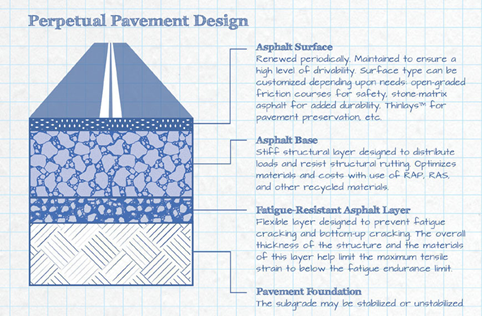 Perpetual Pavement Design
Asphalt Surface
Renewed periodically. Maintained to ensure a
high level of drivability. Surface type can be
customized depending upon needs: open-graded
friction courses for safety, stone-matrix
asphalt for added durability, Thinlays™ for
pavement preservation, etc.
Asphalt Base
Stiff structural layer designed to distribute
loads and resist structural rutting. Optimizes
materials and costs with use of RAP, RAS,
and other recycled materials.
Fatigue-Resistant Asphalt Layer
Flexible layer designed to prevent fatigue
cracking and bottom-up cracking. The overall
thickness of the structure and the materials
of this layer help limit the maximum tensile
strain to below the fatigue endurance limit.
Pavement Foundation
The subgrade may be stabilized or unstabilized.